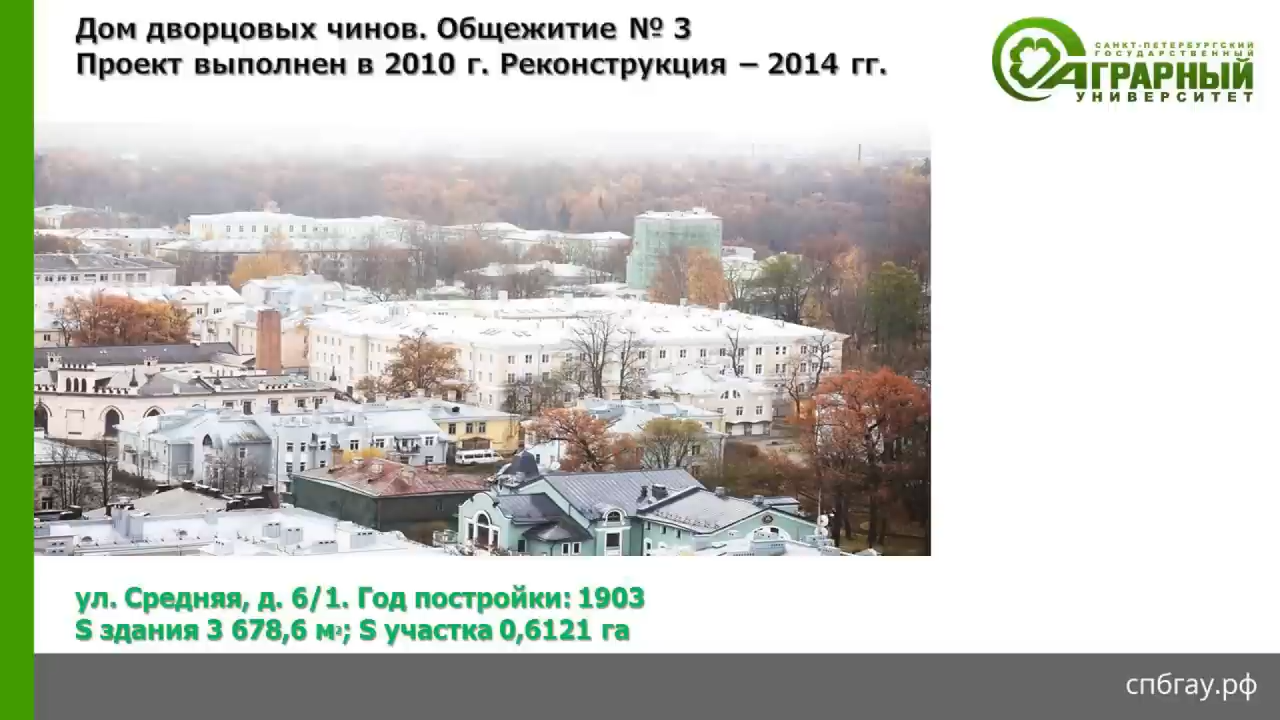 Дом дворцовых чинов. Общежитие № 3
Проект выполнен в 2010 г. Реконструкция – 2014 гг.
САНКТ-ПЕТЕРБУРГСКИЙ
ГОСУДАРСТВЕННЫЙ
АГРАРНЫЙ
УНИВЕРСИТЕТ
ул. Средняя, д. 6/1. Год постройки: 1903
S здания 3 678,6 м²; S участка 0,6121 га
спбгау.рф